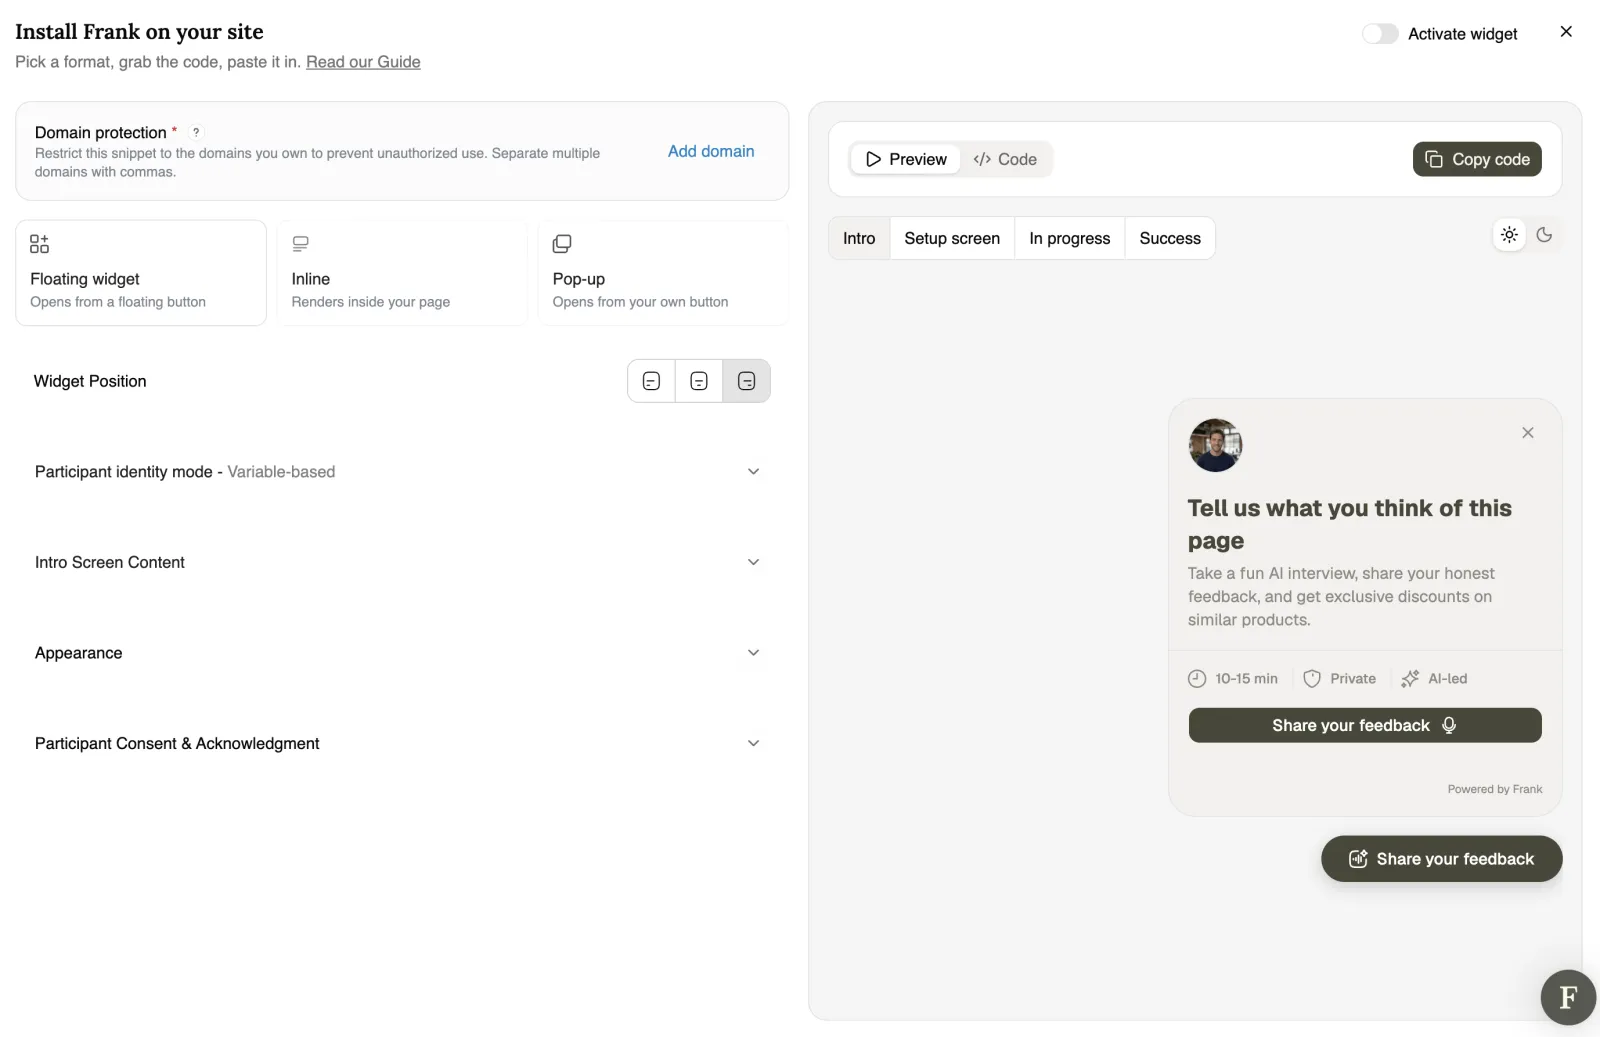 Install Frank on your site
Pick a format, grab the code, paste it in. Read our Guide
Activate widget
Domain protection * ?
Restrict this snippet to the domains you own to prevent unauthorized use. Separate multiple
domains with commas.
Add domain
Floating widget
Opens from a floating button
Inline
Renders inside your page
Pop-up
Opens from your own button
Widget Position
Participant identity mode - Variable-based
Intro Screen Content
Appearance
Participant Consent & Acknowledgment
Preview
</> Code
Copy code
Intro
Setup screen
In progress
Success
Tell us what you think of this
page
Take a fun AI interview, share your honest
feedback, and get exclusive discounts on
similar products.
10-15 min
Private
AI-led
Share your feedback
Powered by Frank
Share your feedback
F